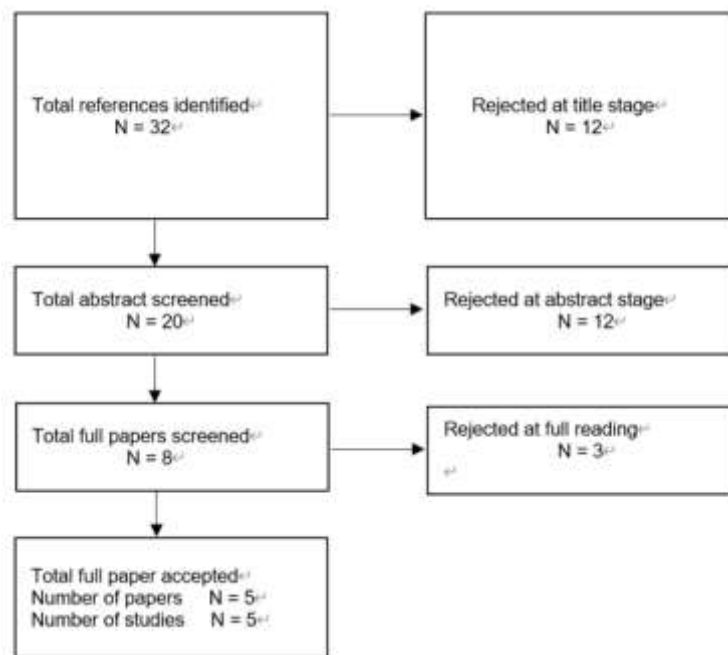 Total references identified↵
N = 32↵
Rejected at title stage↵
N = 12↵
Total abstract screened↵
N = 20↵
Rejected at abstract stage↵
N = 12↵
Total full papers screened↵
N = 8↵
Rejected at full reading↵
N = 3↵
↵
Total full paper accepted↵
Number of papers N = 5↵
Number of studies N = 5↵